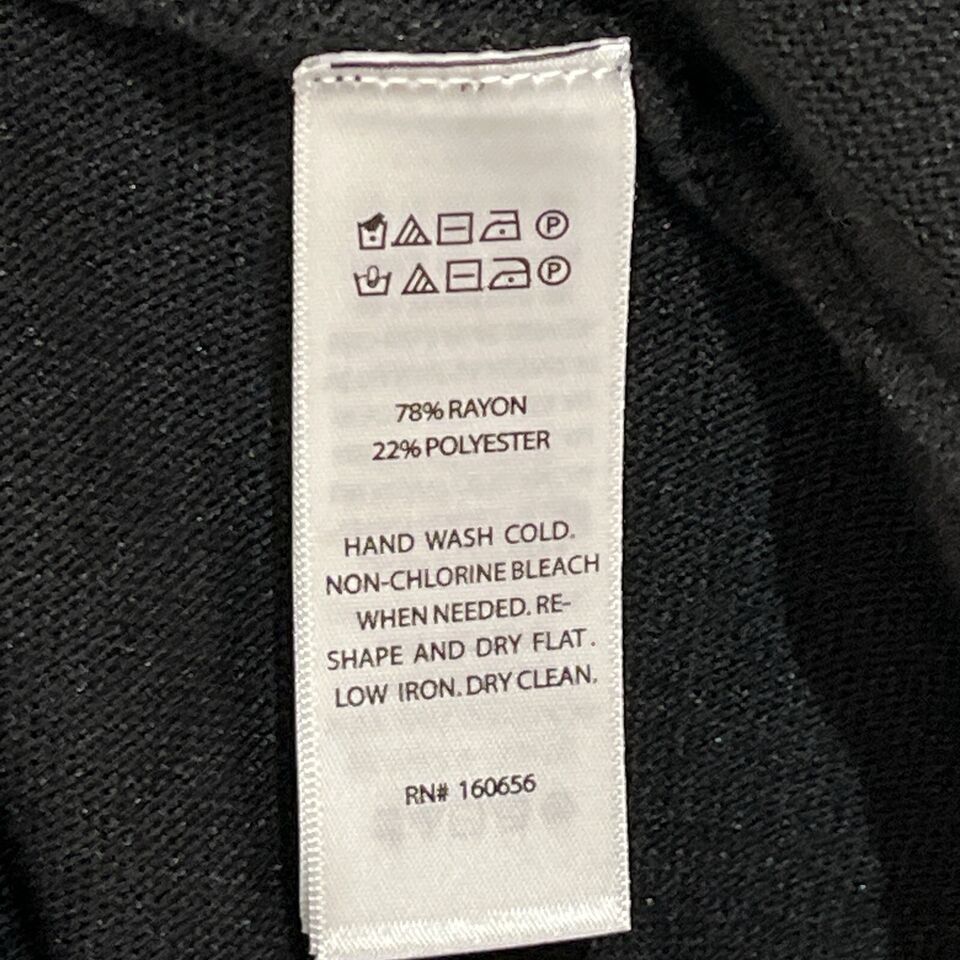 P
P
78% RAYON
22% POLYESTER
HAND WASH COLD.
NON-CHLORINE BLEACH
WHEN NEEDED. RE-
SHAPE AND DRY FLAT.
LOW IRON. DRY CLEAN.
RN# 160656